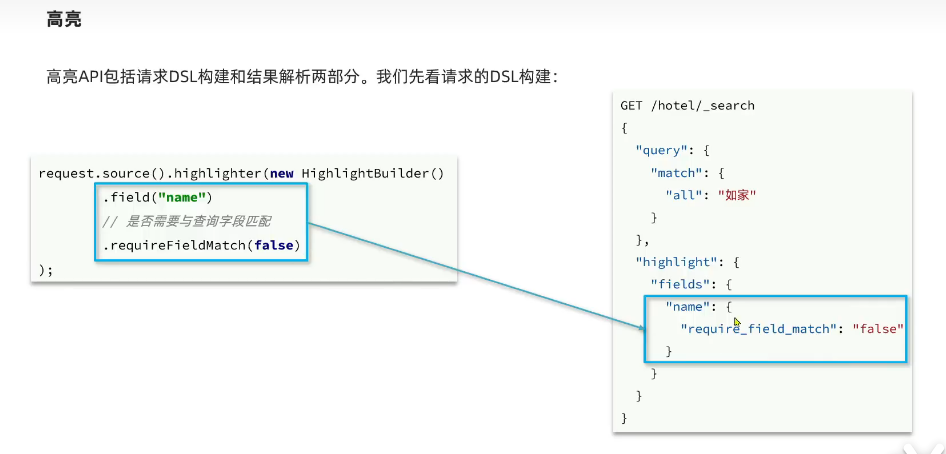 高亮
高亮API包括请求DSL构建和结果解析两部分。我们先看请求的DSL构建：
request.source().highlighter(new HighlightBuilder()
.field("name")
// 是否需要与查询字段匹配
.requireFieldMatch(false)
);
GET /hotel/_search
{
"query": {
"match": {
"all": "如家"
}
},
"highlight": {
"fields": {
"name": {
"require_field_match": "false"
}
}
}
}